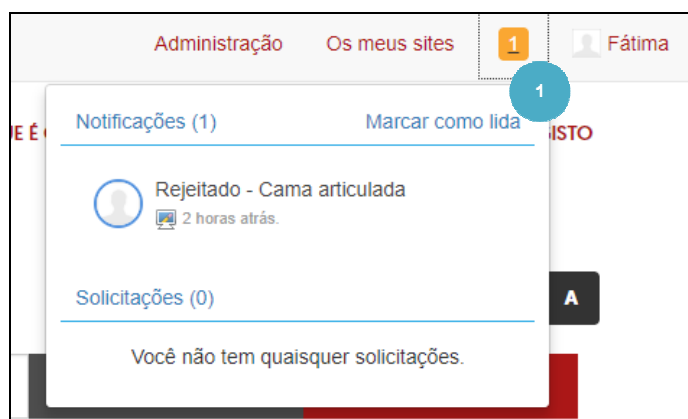 Administração Os meus sites 1 Fátima
1
Notificações (1) Marcar como lida
Rejeitado - Cama articulada
2 horas atrás.
Solicitações (0)
A
Você não tem quaisquer solicitações.